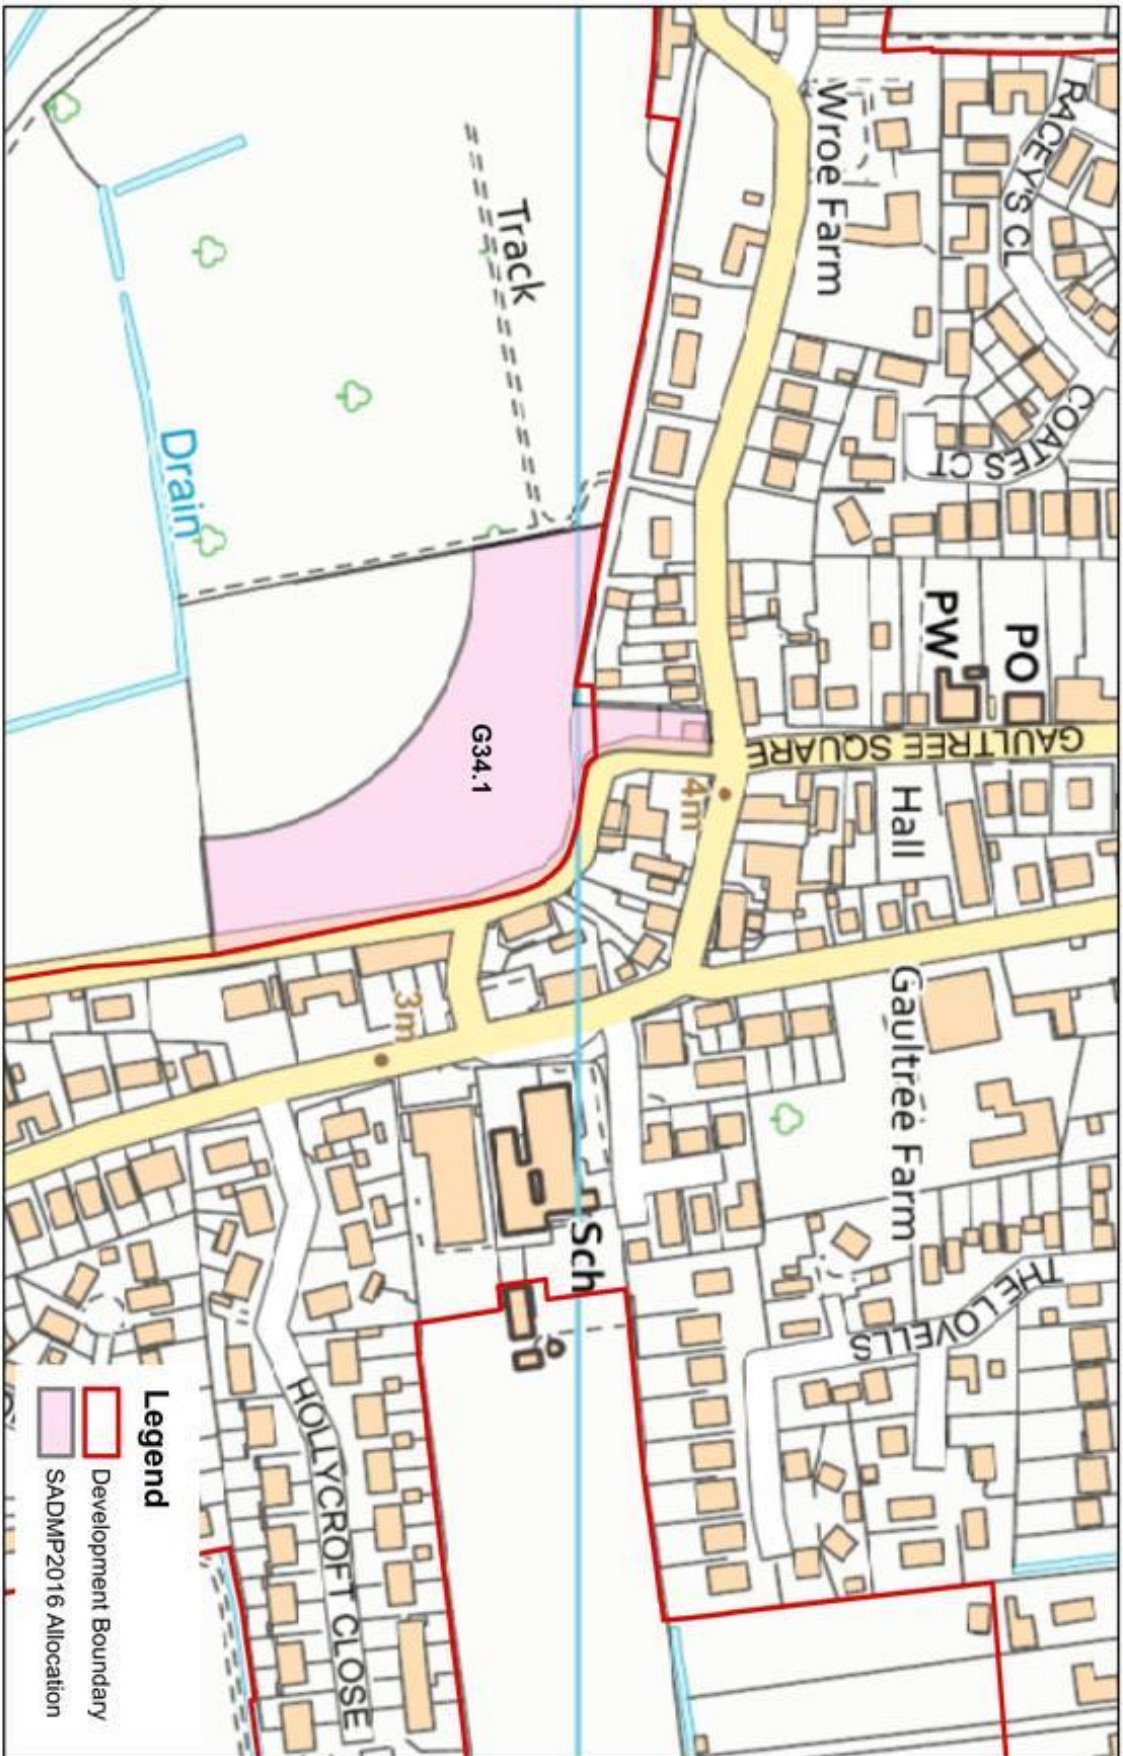 RACEY'S CL
COATES CT
Wroe Farm
PO
PW
GAULTREE SQUARE
Hall
Gaultree Farm
THE LOVELLS
Track
4m
Sch
G34.1
3m
Drain
HOLLYCROFT CLOSE
Legend
Development Boundary
SADMP2016 Allocation